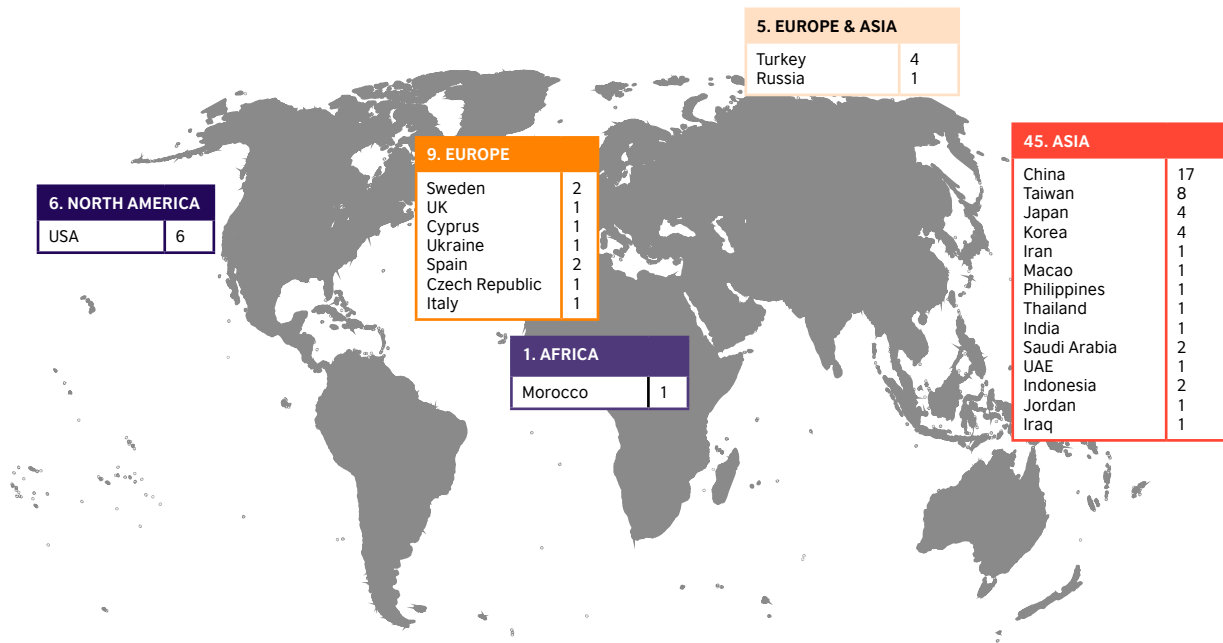 5. EUROPE & ASIA
Turkey 4
Russia 1
9. EUROPE
Sweden 2
UK 1
Cyprus 1
Ukraine 1
Spain 2
Czech Republic 1
Italy 1
45. ASIA
China 17
Taiwan 8
Japan 4
Korea 4
Iran 1
Macao 1
Philippines 1
Thailand 1
India 1
Saudi Arabia 2
UAE 1
Indonesia 2
Jordan 1
Iraq 1
6. NORTH AMERICA
USA 6
1. AFRICA
Morocco 1